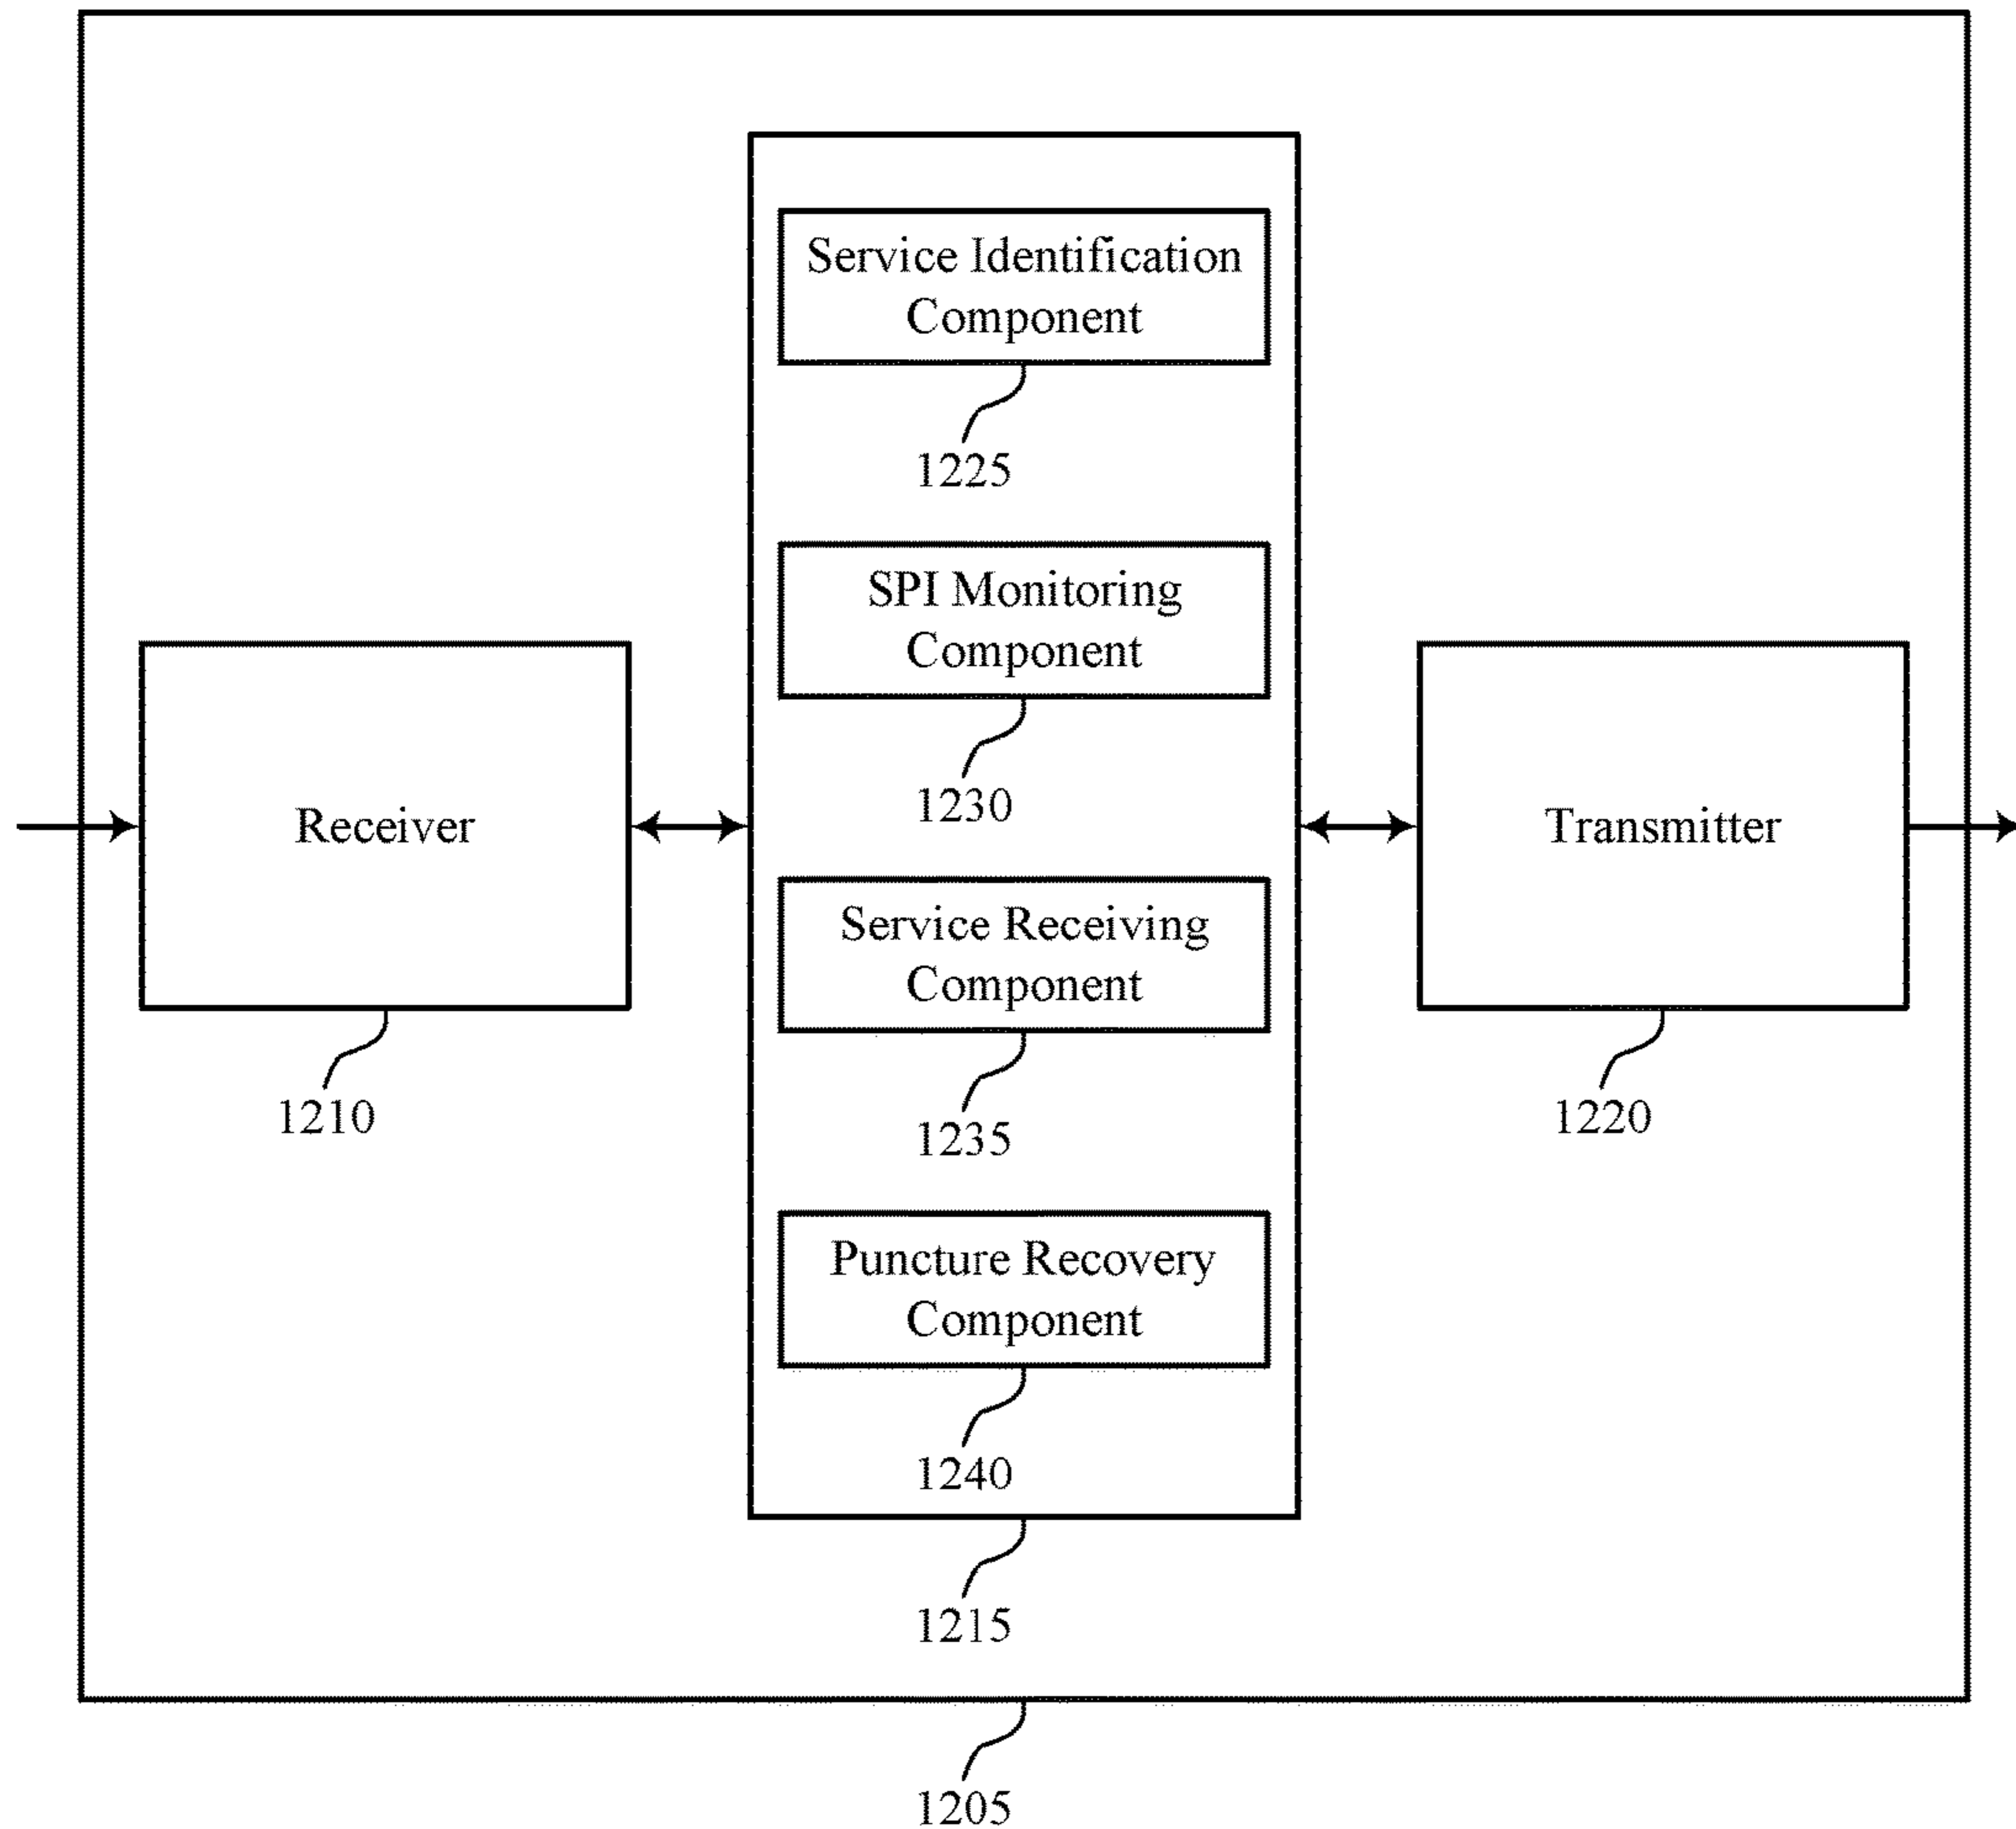 Service Identification
Component
1225
SPI Monitoring
Component
1230
Receiver
1210
Transmitter
1220
Service Receiving
Component
1235
Puncture Recovery
Component
1240
1215
1205